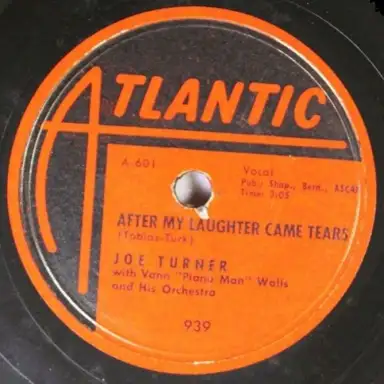 ATLANTIC
A 601
Vocal
Publ: Shap., Bern., ASCAP
Time: 3:05
AFTER MY LAUGHTER CAME TEARS
(Tobias-Turk)
JOE TURNER
with Vann "Piano Man" Walls
and His Orchestra
939